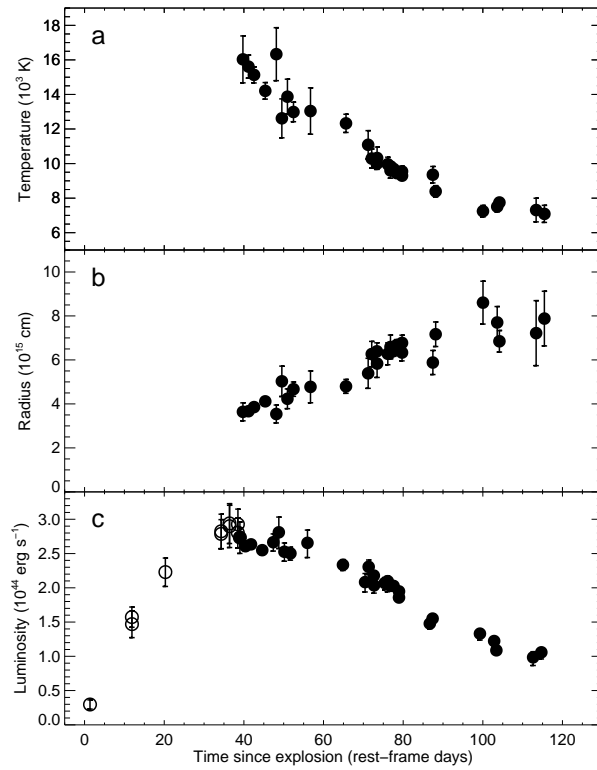 a
Temperature (10³ K)
18
16
14
12
10
8
6
b
Radius (10¹⁵ cm)
10
8
6
4
2
0
c
Luminosity (10⁴⁴ erg s⁻¹)
3.0
2.5
2.0
1.5
1.0
0.5
0.0
0 20 40 60 80 100 120
Time since explosion (rest−frame days)